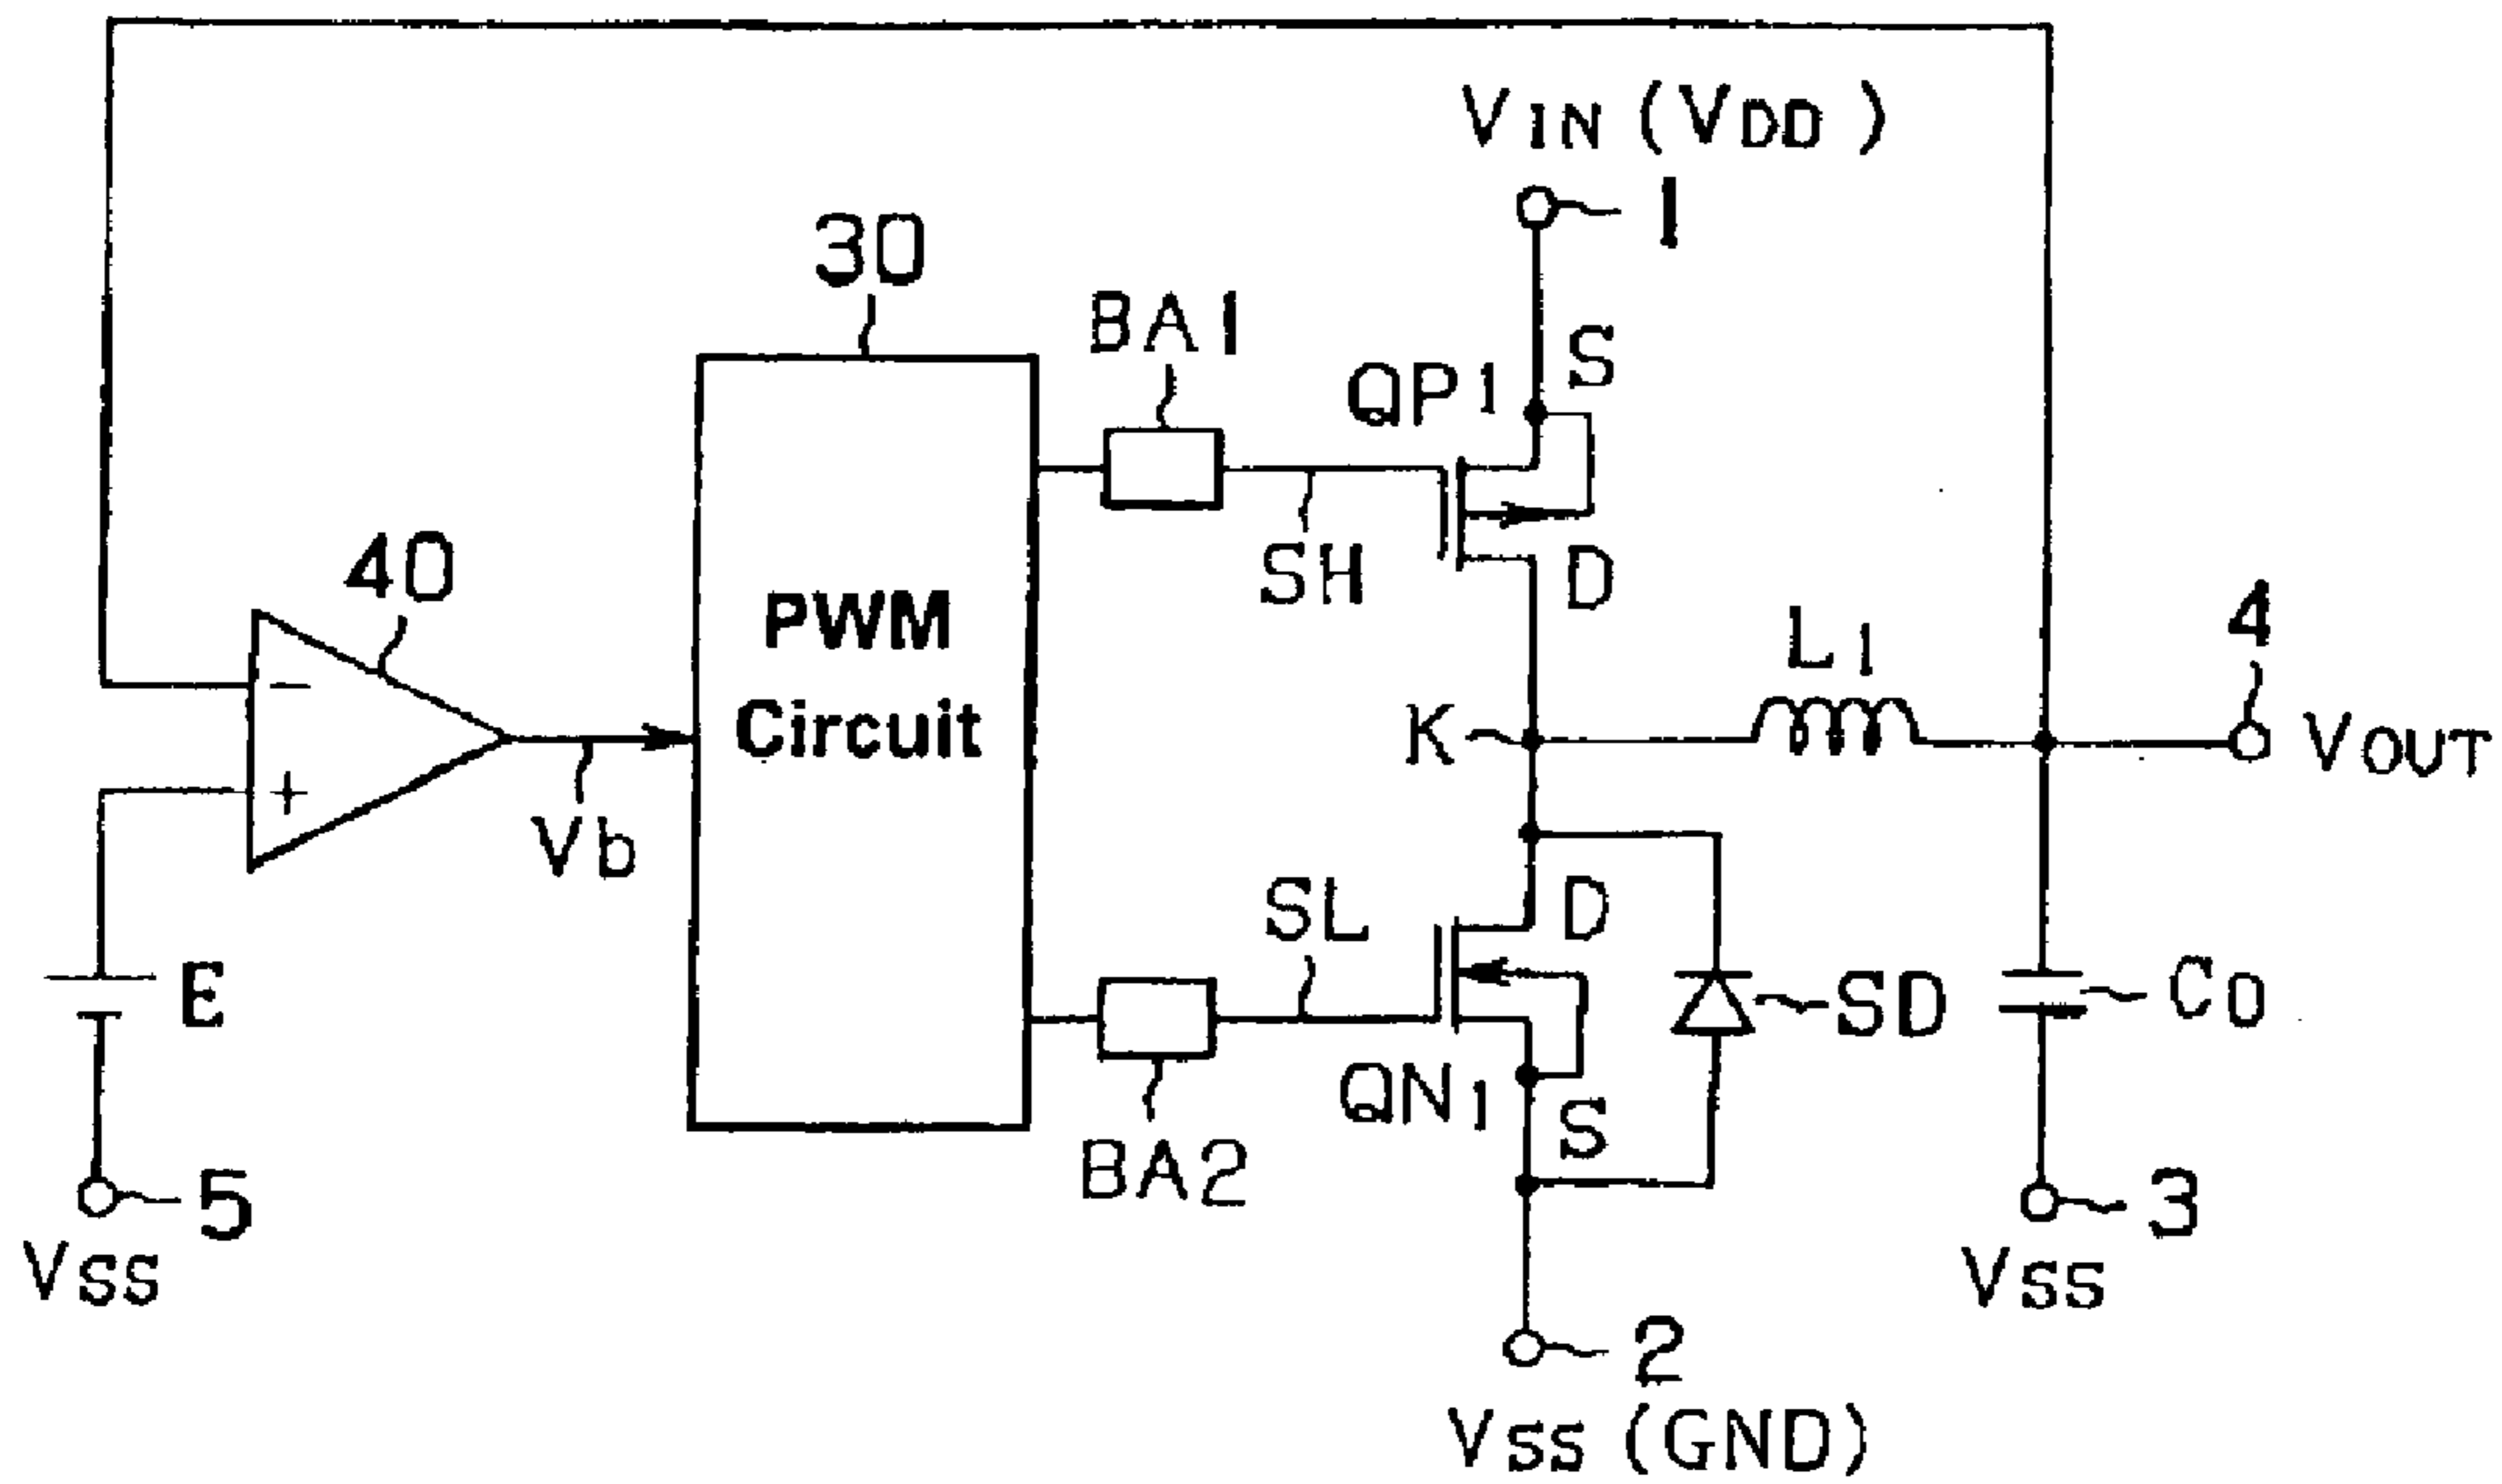 VIN (VDD)
1
30
BA1
QP1
S
40
SH
D
PWM
Circuit
L1
4
K
VOUT
Vb
SL
D
E
SD
CO
QN1
S
BA2
5
3
VSS
VSS
2
VSS (GND)
-
+